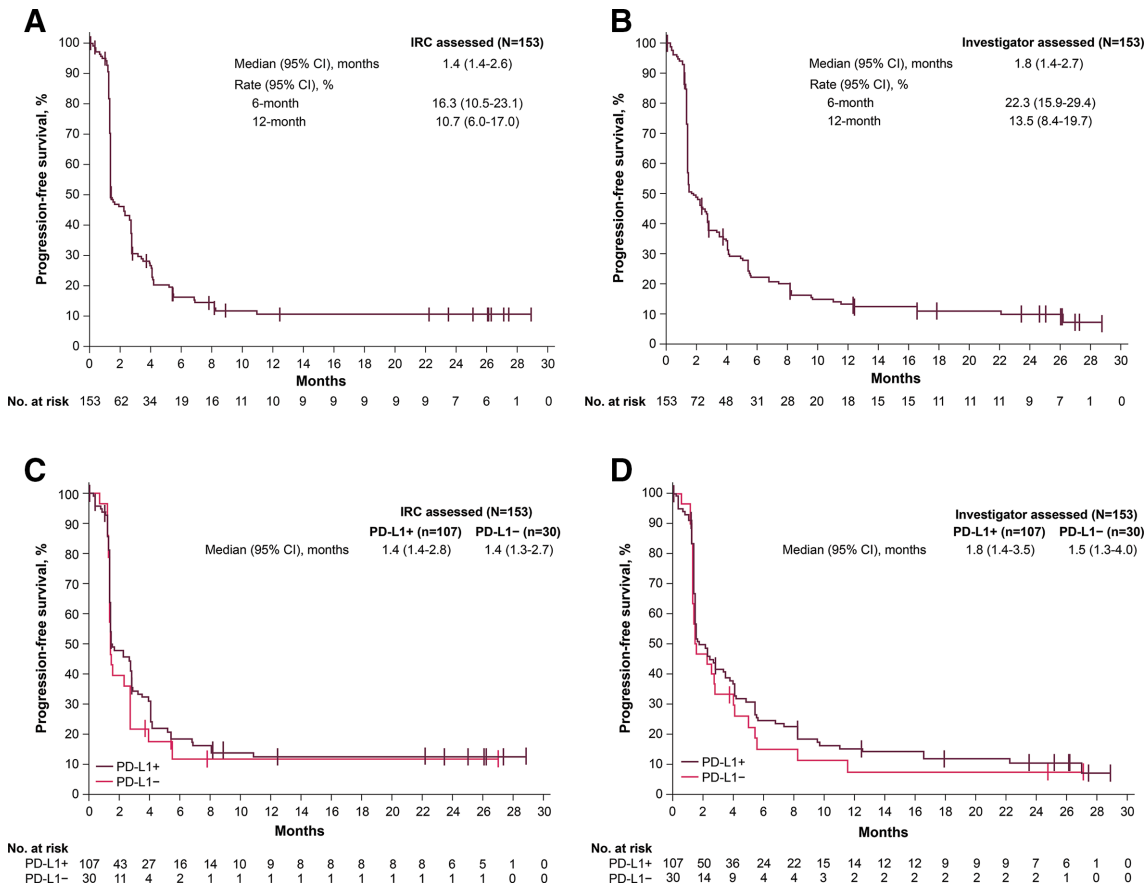 A
IRC assessed (N=153)
Median (95% CI), months 1.4 (1.4-2.6)
Rate (95% CI), %
6-month 16.3 (10.5-23.1)
12-month 10.7 (6.0-17.0)
Progression-free survival, %
100
90
80
70
60
50
40
30
20
10
0
0 2 4 6 8 10 12 14 16 18 20 22 24 26 28 30
Months
No. at risk 153 62 34 19 16 11 10 9 9 9 9 9 7 6 1 0
B
Investigator assessed (N=153)
Median (95% CI), months 1.8 (1.4-2.7)
Rate (95% CI), %
6-month 22.3 (15.9-29.4)
12-month 13.5 (8.4-19.7)
Progression-free survival, %
100
90
80
70
60
50
40
30
20
10
0
0 2 4 6 8 10 12 14 16 18 20 22 24 26 28 30
Months
No. at risk 153 72 48 31 28 20 18 15 15 11 11 11 9 7 1 0
C
IRC assessed (N=153)
PD-L1+ (n=107) PD-L1− (n=30)
Median (95% CI), months 1.4 (1.4-2.8) 1.4 (1.3-2.7)
Progression-free survival, %
100
90
80
70
60
50
40
30
20
10
0
PD-L1+
PD-L1−
0 2 4 6 8 10 12 14 16 18 20 22 24 26 28 30
Months
No. at risk
PD-L1+ 107 43 27 16 14 10 9 8 8 8 8 8 6 5 1 0
PD-L1− 30 11 4 2 1 1 1 1 1 1 1 1 1 1 0 0
D
Investigator assessed (N=153)
PD-L1+ (n=107) PD-L1− (n=30)
Median (95% CI), months 1.8 (1.4-3.5) 1.5 (1.3-4.0)
Progression-free survival, %
100
90
80
70
60
50
40
30
20
10
0
PD-L1+
PD-L1−
0 2 4 6 8 10 12 14 16 18 20 22 24 26 28 30
Months
No. at risk
PD-L1+ 107 50 36 24 22 15 14 12 12 9 9 9 7 6 1 0
PD-L1− 30 14 9 4 4 3 2 2 2 2 2 2 2 1 0 0